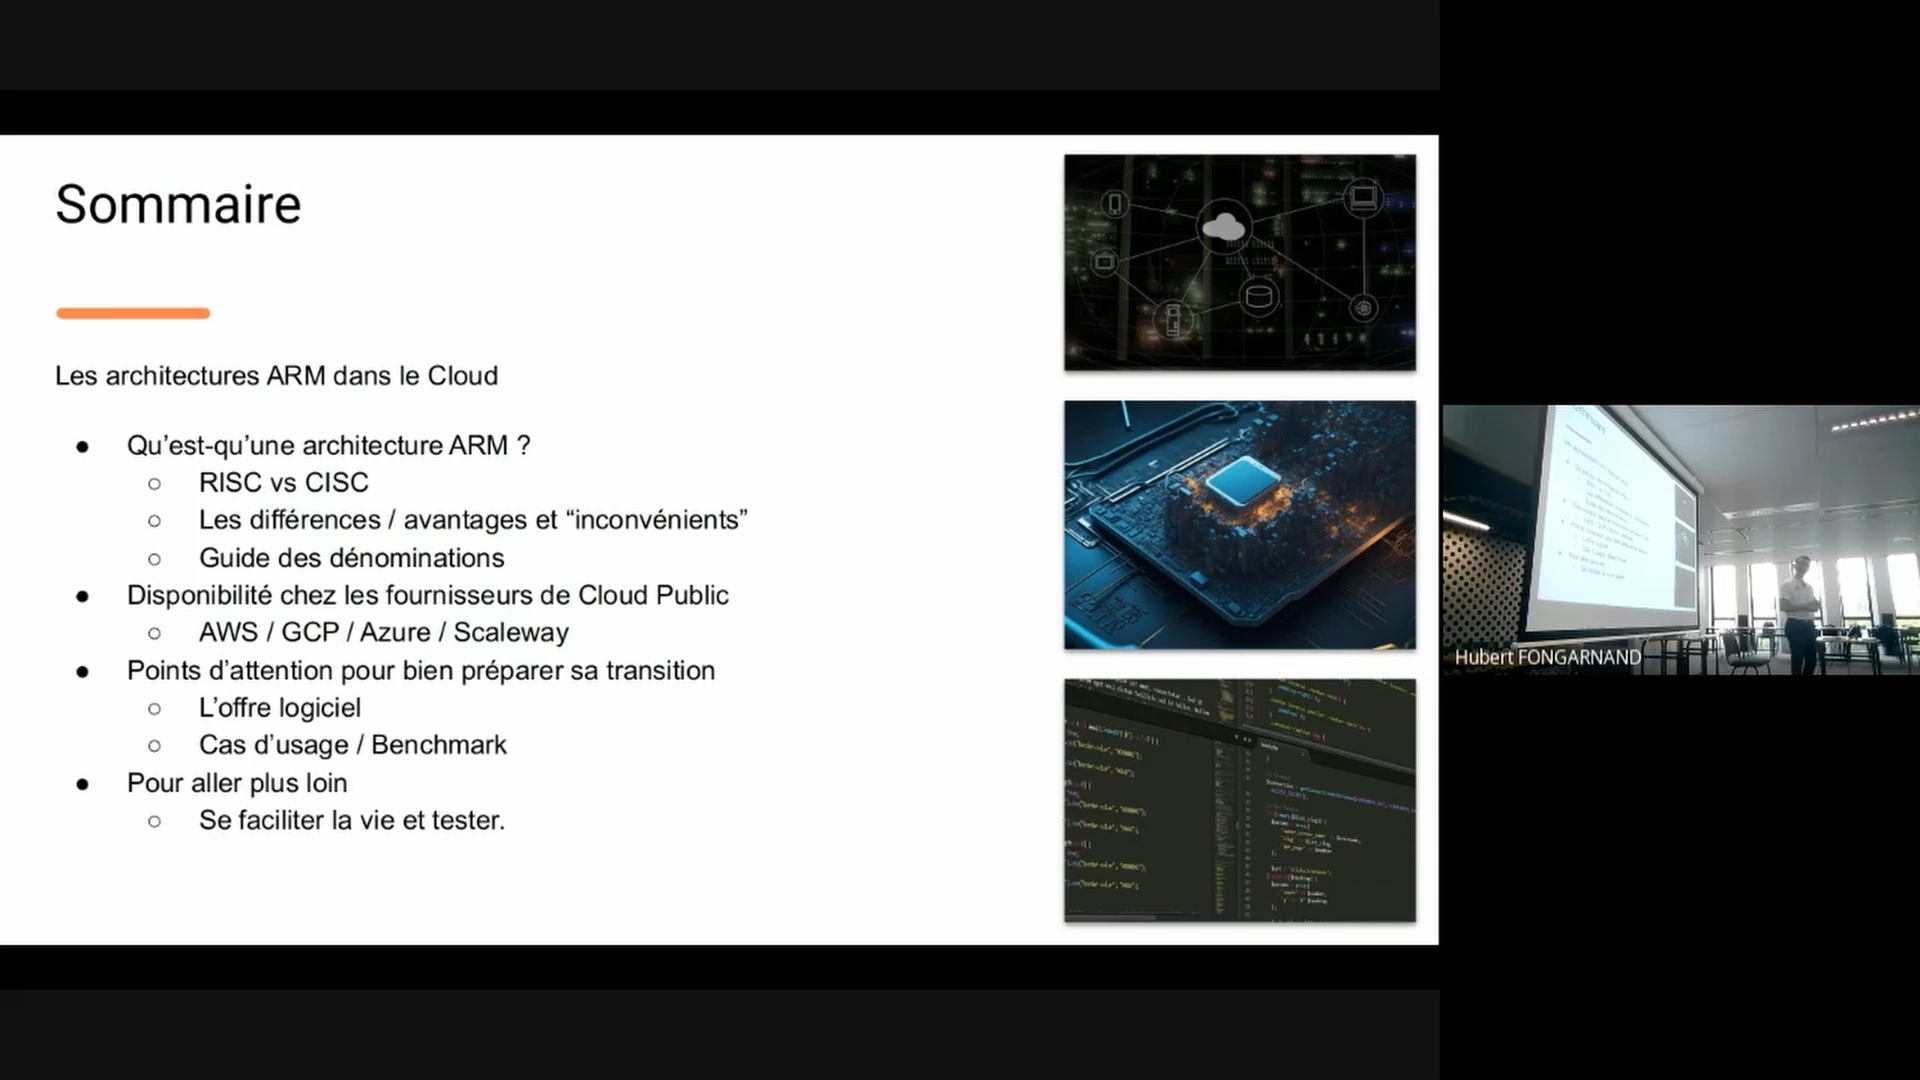 Sommaire
Les architectures ARM dans le Cloud
● Qu’est-qu’une architecture ARM ?
○ RISC vs CISC
○ Les différences / avantages et “inconvénients”
○ Guide des dénominations
● Disponibilité chez les fournisseurs de Cloud Public
○ AWS / GCP / Azure / Scaleway
● Points d’attention pour bien préparer sa transition
○ L’offre logiciel
○ Cas d’usage / Benchmark
● Pour aller plus loin
○ Se faciliter la vie et tester.
Hubert FONGARNAND